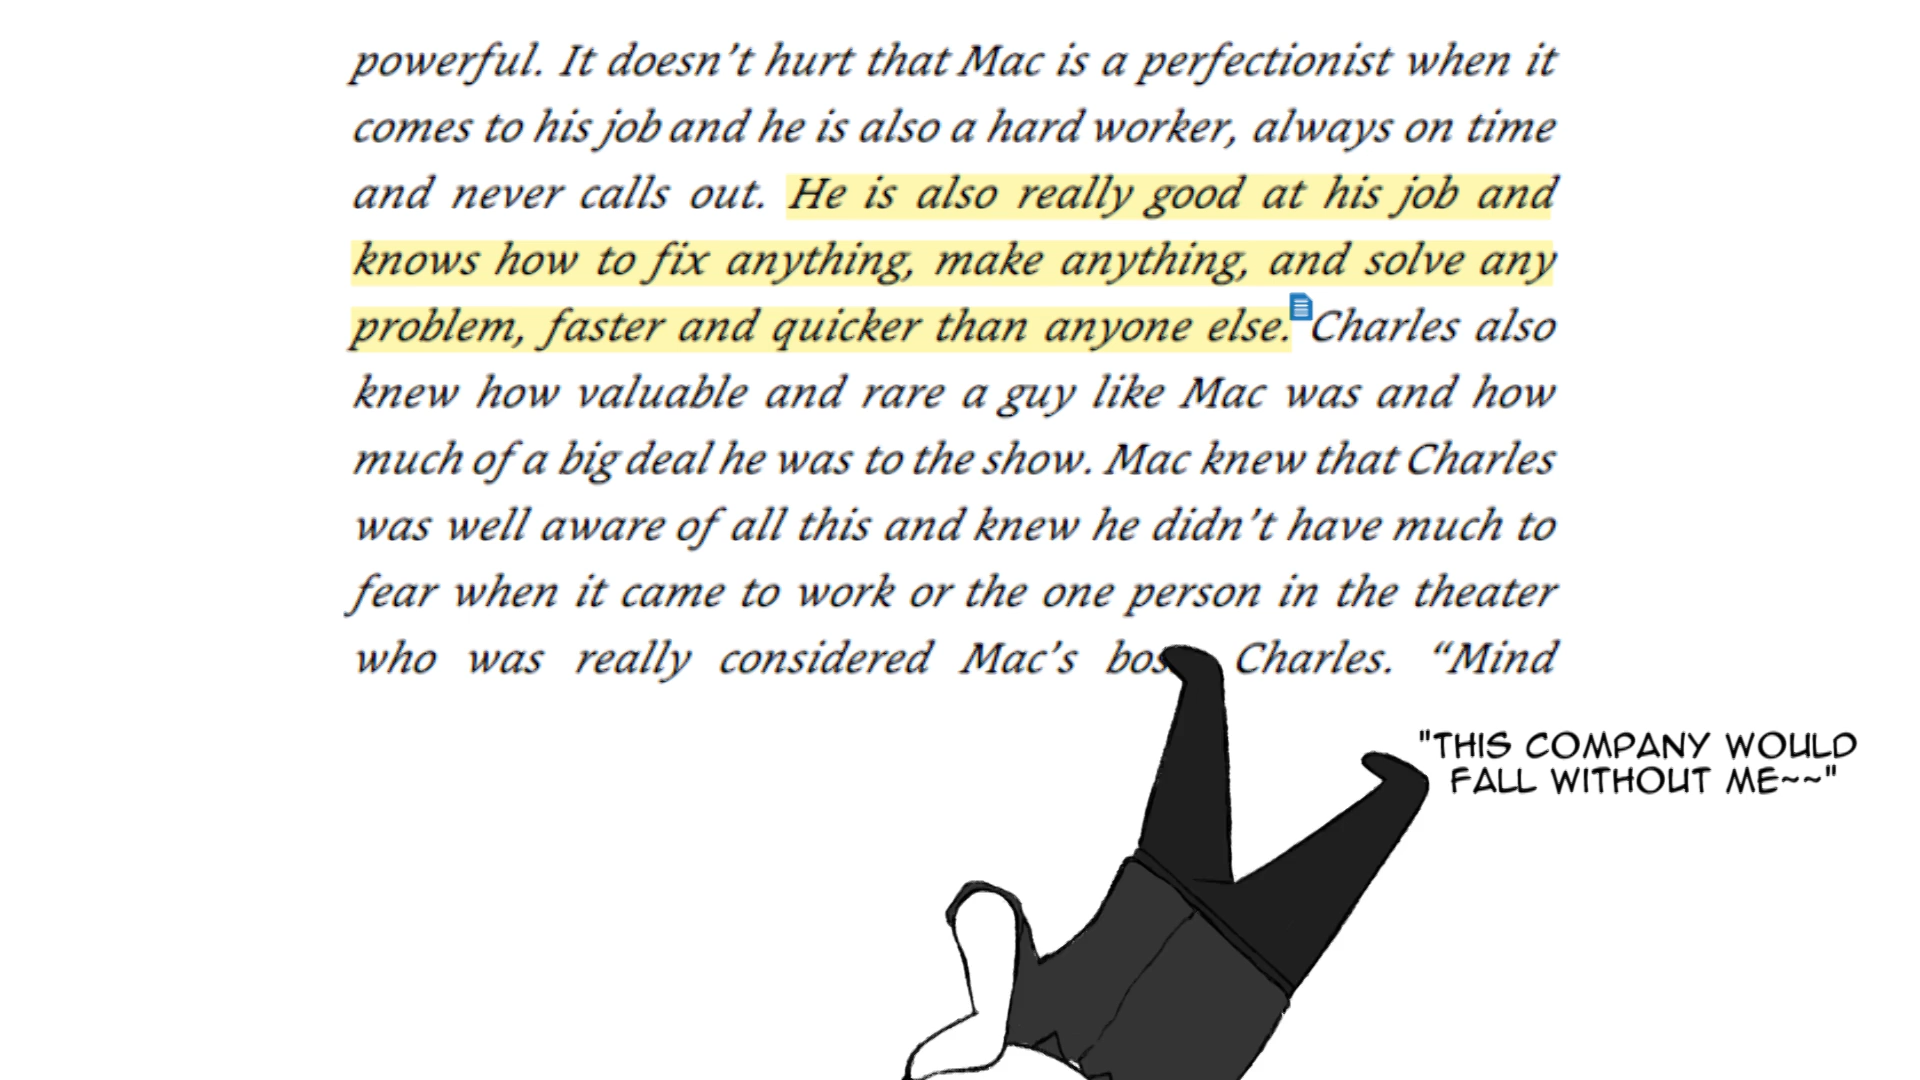 powerful. It doesn’t hurt that Mac is a perfectionist when it
comes to his job and he is also a hard worker, always on time
and never calls out. He is also really good at his job and
knows how to fix anything, make anything, and solve any
problem, faster and quicker than anyone else. Charles also
knew how valuable and rare a guy like Mac was and how
much of a big deal he was to the show. Mac knew that Charles
was well aware of all this and knew he didn’t have much to
fear when it came to work or the one person in the theater
who was really considered Mac’s Charles. “Mind
"THIS COMPANY WOULD
FALL WITHOUT ME~~"